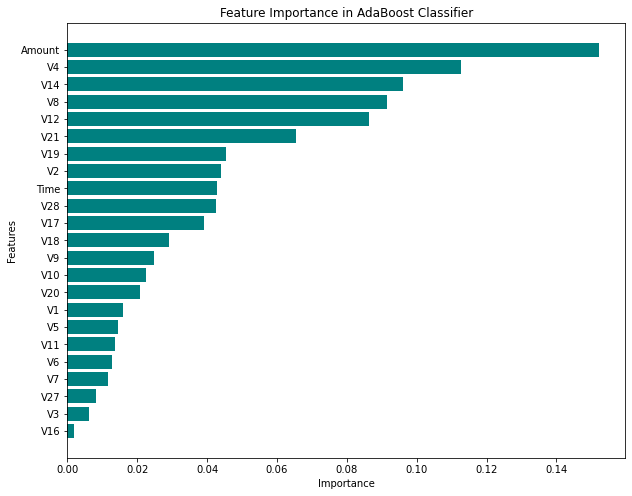 Feature Importance in AdaBoost Classifier
Features
Amount
V4
V14
V8
V12
V21
V19
V2
Time
V28
V17
V18
V9
V10
V20
V1
V5
V11
V6
V7
V27
V3
V16
0.00 0.02 0.04 0.06 0.08 0.10 0.12 0.14
Importance